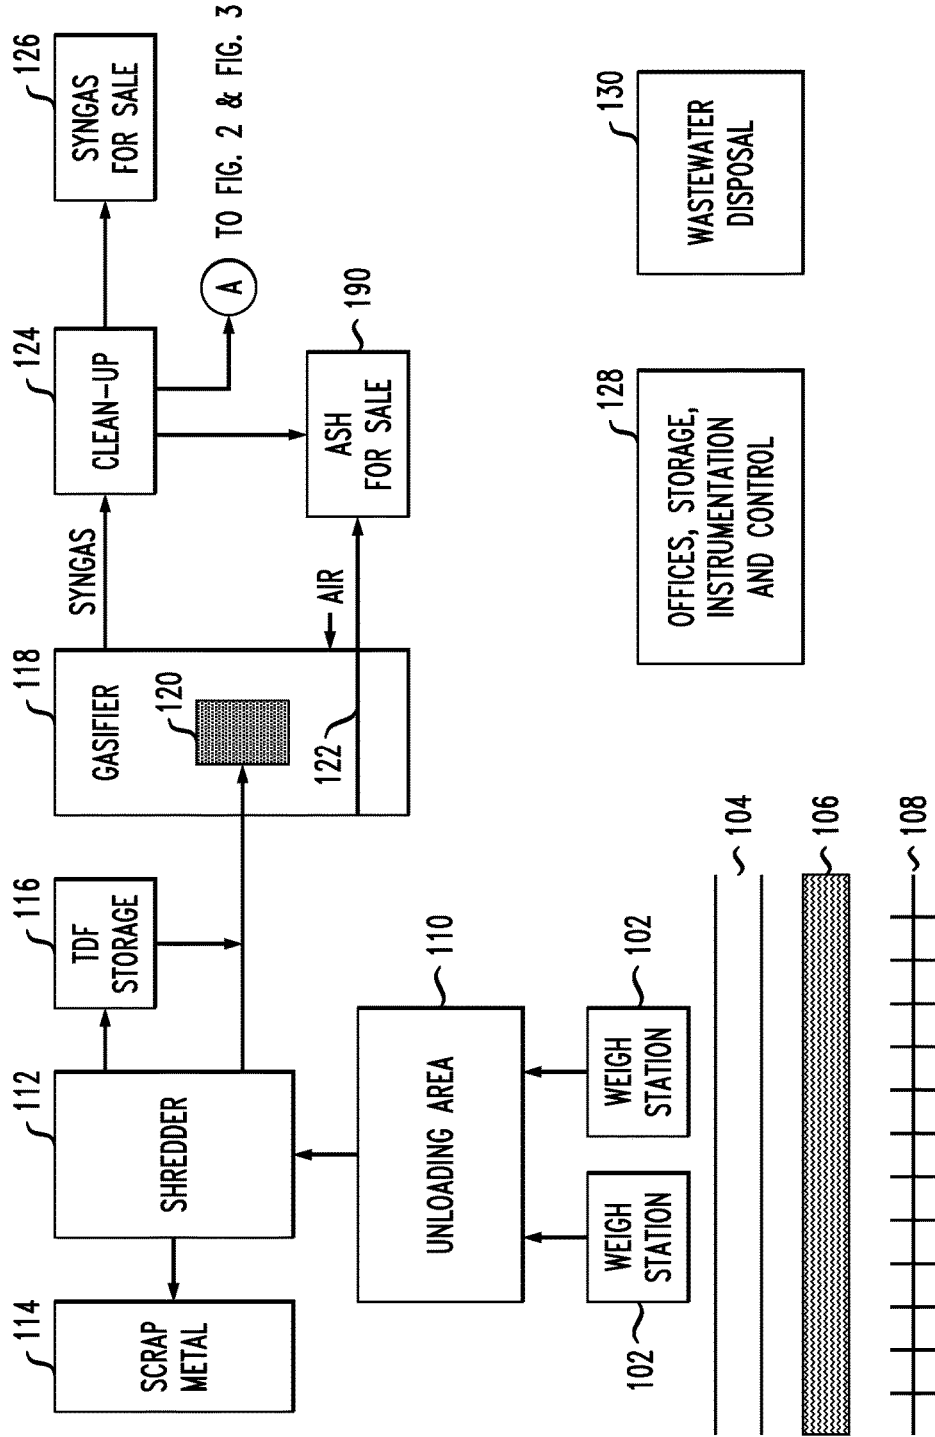 114
SCRAP
METAL
112
SHREDDER
116
TDF
STORAGE
118
GASIFIER
120
122
SYNGAS
AIR
124
CLEAN-UP
126
SYNGAS
FOR SALE
A
TO FIG. 2 & FIG. 3
190
ASH
FOR SALE
110
UNLOADING AREA
102
WEIGH
STATION
102
WEIGH
STATION
128
OFFICES, STORAGE,
INSTRUMENTATION
AND CONTROL
130
WASTEWATER
DISPOSAL
104
106
108